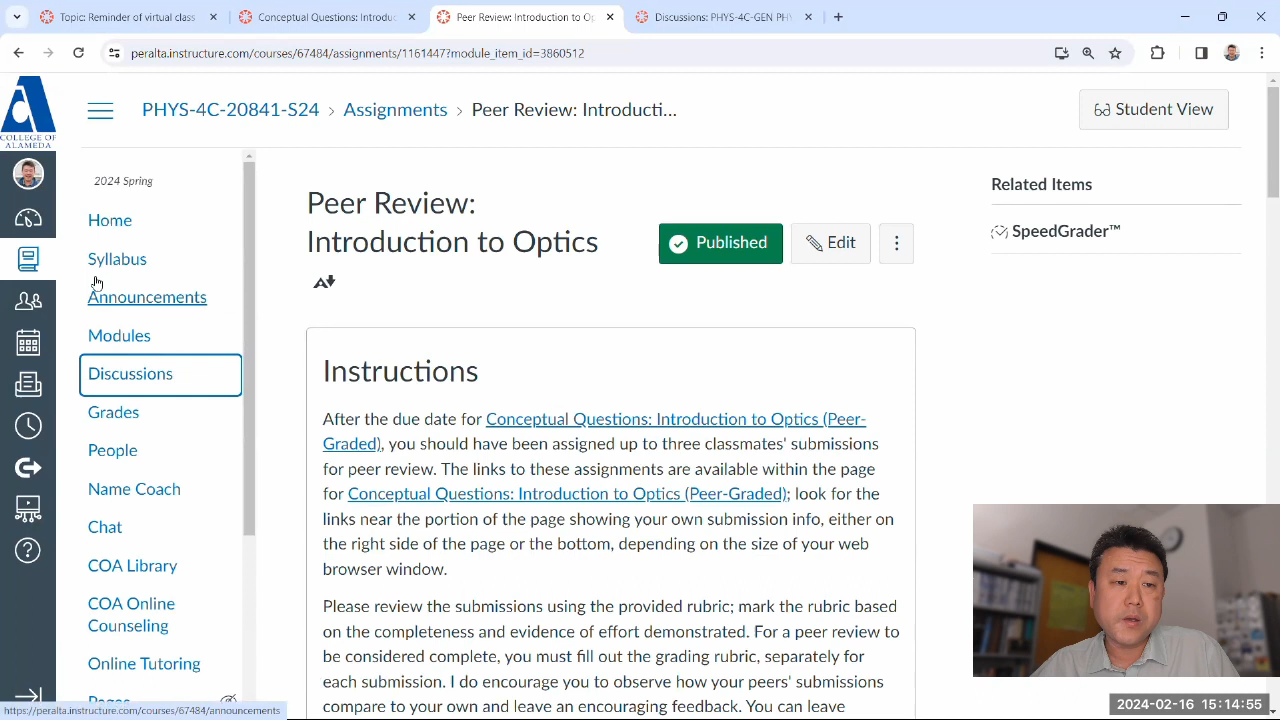 Topic: Reminder of virtual class
Conceptual Questions: Introduc
Peer Review: Introduction to Op
Discussions: PHYS-4C GEN PHY
peralta.instructure.com/courses/67484/assignments/1161447?module_item_id=3860512
COLLEGE OF
ALAMEDA
PHYS-4C-20841-S24 › Assignments › Peer Review: Introducti...
Student View
2024 Spring
Home
Syllabus
Announcements
Modules
Discussions
Grades
People
Name Coach
Chat
COA Library
COA Online
Counseling
Online Tutoring
Pages
Peer Review:
Introduction to Optics
Published
Edit
Related Items
SpeedGrader™
Instructions
After the due date for Conceptual Questions: Introduction to Optics (Peer-
Graded), you should have been assigned up to three classmates' submissions
for peer review. The links to these assignments are available within the page
for Conceptual Questions: Introduction to Optics (Peer-Graded); look for the
links near the portion of the page showing your own submission info, either on
the right side of the page or the bottom, depending on the size of your web
browser window.
Please review the submissions using the provided rubric; mark the rubric based
on the completeness and evidence of effort demonstrated. For a peer review to
be considered complete, you must fill out the grading rubric, separately for
each submission. I do encourage you to observe how your peers' submissions
compare to your own and leave an encouraging feedback. You can leave
https://peralta.instructure.com/courses/67484/announcements
2024-02-16 15:14:55